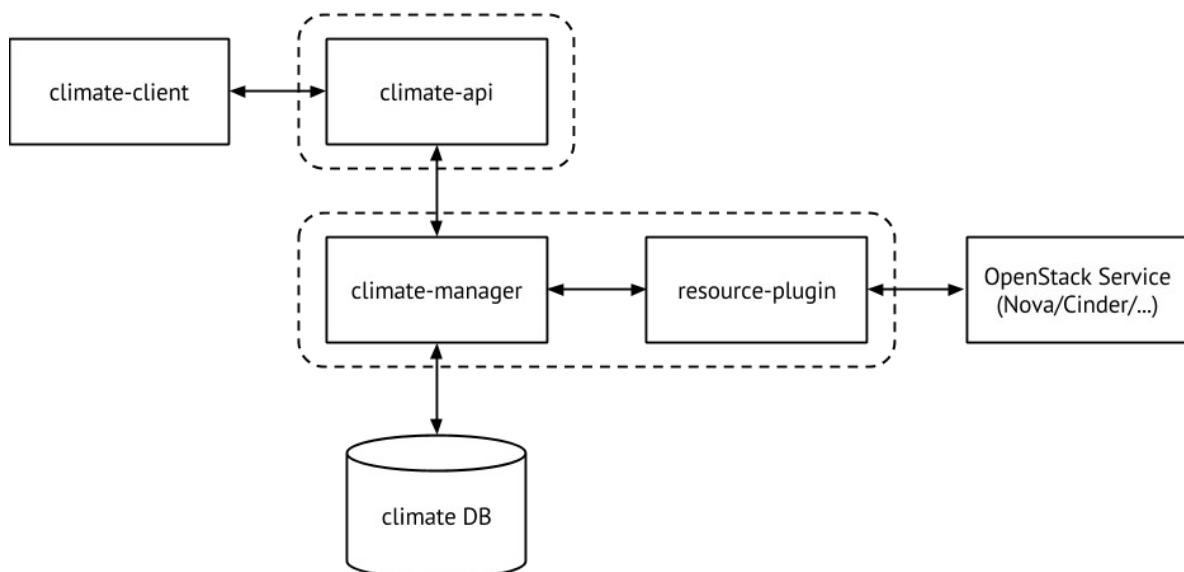 climate-client
climate-api
climate-manager
resource-plugin
OpenStack Service
(Nova/Cinder/...)
climate DB